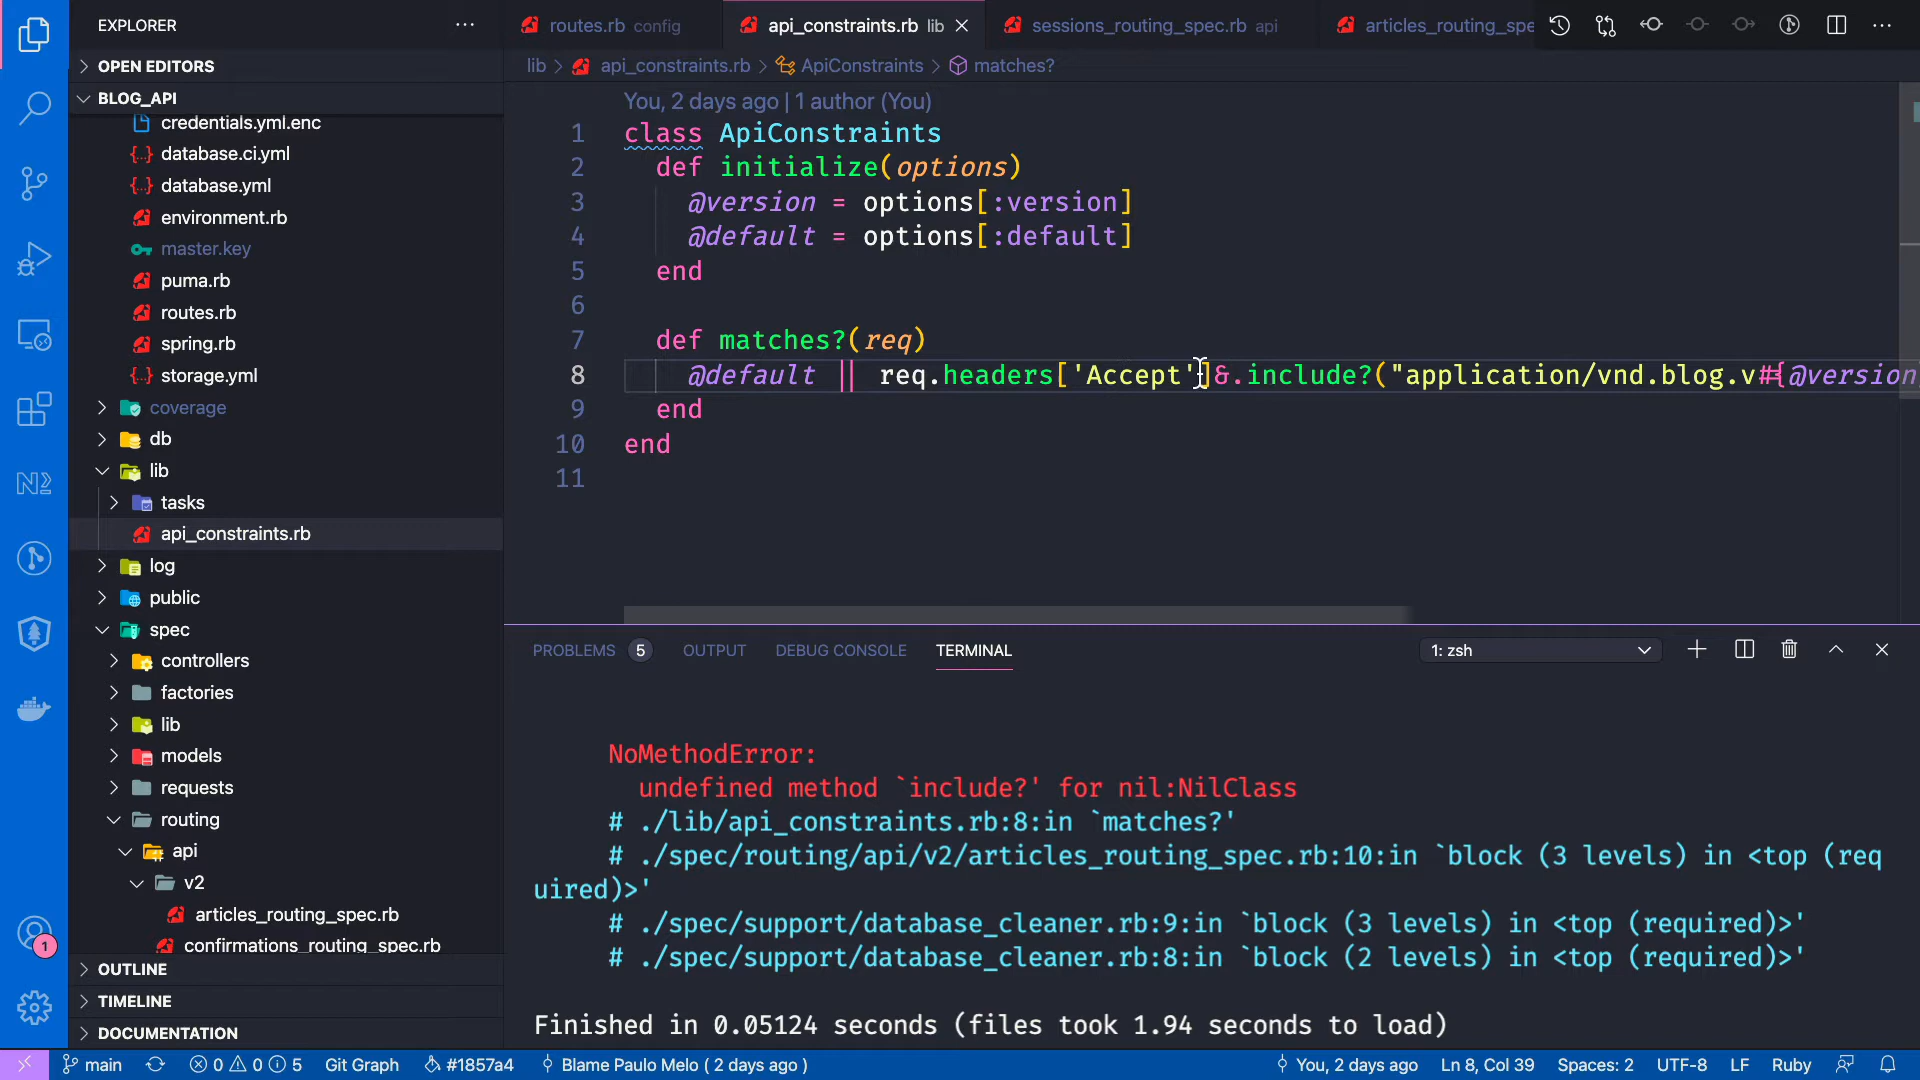 EXPLORER
OPEN EDITORS
BLOG_API
credentials.yml.enc
database.ci.yml
database.yml
environment.rb
master.key
puma.rb
routes.rb
spring.rb
storage.yml
coverage
db
lib
tasks
api_constraints.rb
log
public
spec
controllers
factories
lib
models
requests
routing
api
v2
articles_routing_spec.rb
confirmations_routing_spec.rb
OUTLINE
TIMELINE
DOCUMENTATION
1
routes.rb config
api_constraints.rb lib
sessions_routing_spec.rb api
articles_routing_spe
lib > api_constraints.rb > ApiConstraints > matches?
You, 2 days ago | 1 author (You)
1 class ApiConstraints
2 def initialize(options)
3 @version = options[:version]
4 @default = options[:default]
5 end
6
7 def matches?(req)
8 @default || req.headers['Accept']&.include?("application/vnd.blog.v#{@version
9 end
10 end
11
PROBLEMS 5 OUTPUT DEBUG CONSOLE TERMINAL 1: zsh
NoMethodError:
undefined method `include?' for nil:NilClass
# ./lib/api_constraints.rb:8:in `matches?'
# ./spec/routing/api/v2/articles_routing_spec.rb:10:in `block (3 levels) in <top (req
uired)>'
# ./spec/support/database_cleaner.rb:9:in `block (3 levels) in <top (required)>'
# ./spec/support/database_cleaner.rb:8:in `block (2 levels) in <top (required)>'
Finished in 0.05124 seconds (files took 1.94 seconds to load)
main 0 0 5 Git Graph #1857a4 Blame Paulo Melo ( 2 days ago ) You, 2 days ago Ln 8, Col 39 Spaces: 2 UTF-8 LF Ruby